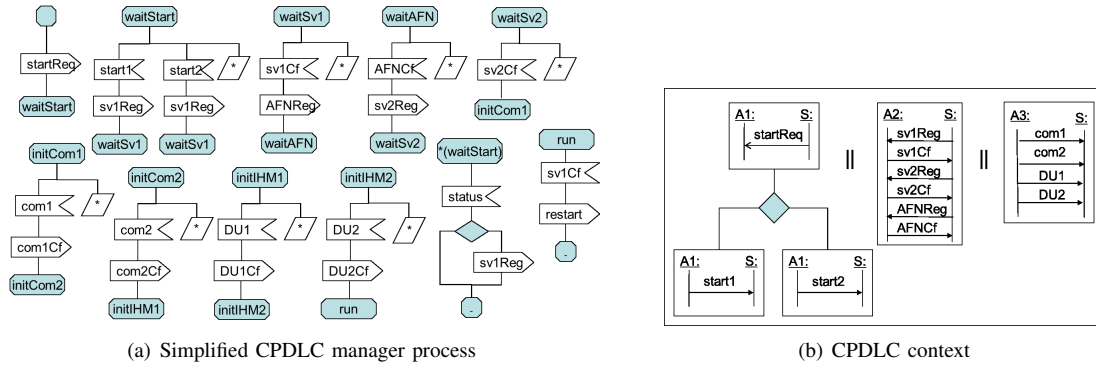 waitStart waitSv1 waitAFN waitSv2
startReq start1 start2 * sv1Cf * AFNCf * sv2Cf *
waitStart sv1Reg sv1Reg AFNReg sv2Reg initCom1
waitSv1 waitSv1 waitAFN waitSv2
initCom1 initCom2 initIHM1 initIHM2 *(waitStart) run
com1 * com2 * DU1 * DU2 * status sv1Cf
com1Cf com2Cf DU1Cf DU2Cf sv1Reg restart
initCom2 initIHM1 initIHM2 run - -
(a) Simplified CPDLC manager process
A1: S:
startReq
||
A2: S:
sv1Reg
sv1Cf
sv2Reg
sv2Cf
AFNReg
AFNCf
||
A3: S:
com1
com2
DU1
DU2
A1: S:
start1
A1: S:
start2
(b) CPDLC context